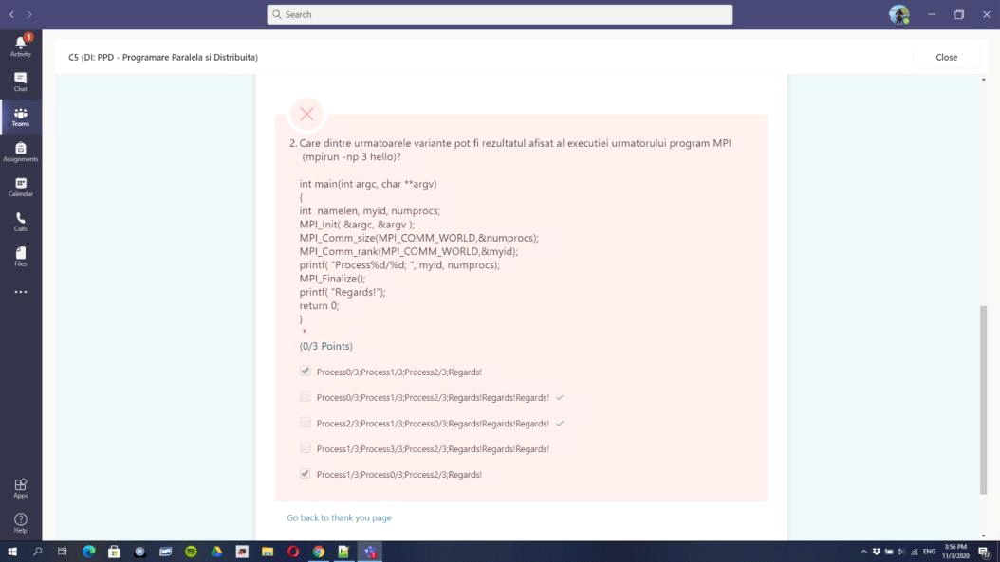 Search
1
Activity
Chat
Teams
Assignments
Calendar
Calls
Files
Apps
Help
C5 (DI: PPD - Programare Paralela si Distribuita)
Close
2. Care dintre urmatoarele variante pot fi rezultatul afisat al executiei urmatorului program MPI
(mpirun -np 3 hello)?
int main(int argc, char **argv)
{
int namelen, myid, numprocs;
MPI_Init( &argc, &argv );
MPI_Comm_size(MPI_COMM_WORLD,&numprocs);
MPI_Comm_rank(MPI_COMM_WORLD,&myid);
printf( "Process%d/%d; ", myid, numprocs);
MPI_Finalize();
printf( "Regards!");
return 0;
}
*
(0/3 Points)
Process0/3;Process1/3;Process2/3;Regards!
Process0/3;Process1/3;Process2/3;Regards!Regards!Regards!
Process2/3;Process1/3;Process0/3;Regards!Regards!Regards!
Process1/3;Process3/3;Process2/3;Regards!Regards!Regards!
Process1/3;Process0/3;Process2/3;Regards!
Go back to thank you page
ENG
3:56 PM
11/3/2020